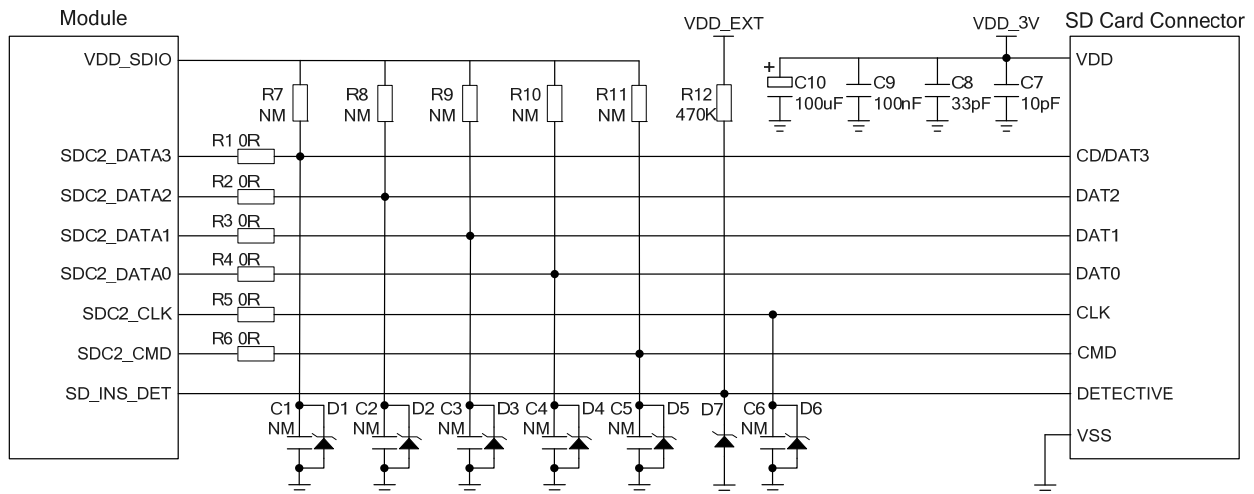 Module
VDD_EXT
VDD_3V
SD Card Connector
VDD_SDIO
VDD
R7
NM
R8
NM
R9
NM
R10
NM
R11
NM
R12
470K
+
C10
100uF
C9
100nF
C8
33pF
C7
10pF
SDC2_DATA3
R1 0R
CD/DAT3
SDC2_DATA2
R2 0R
DAT2
SDC2_DATA1
R3 0R
DAT1
SDC2_DATA0
R4 0R
DAT0
SDC2_CLK
R5 0R
CLK
SDC2_CMD
R6 0R
CMD
SD_INS_DET
DETECTIVE
C1
NM
D1
C2
NM
D2
C3
NM
D3
C4
NM
D4
C5
NM
D5
D7
C6
NM
D6
VSS